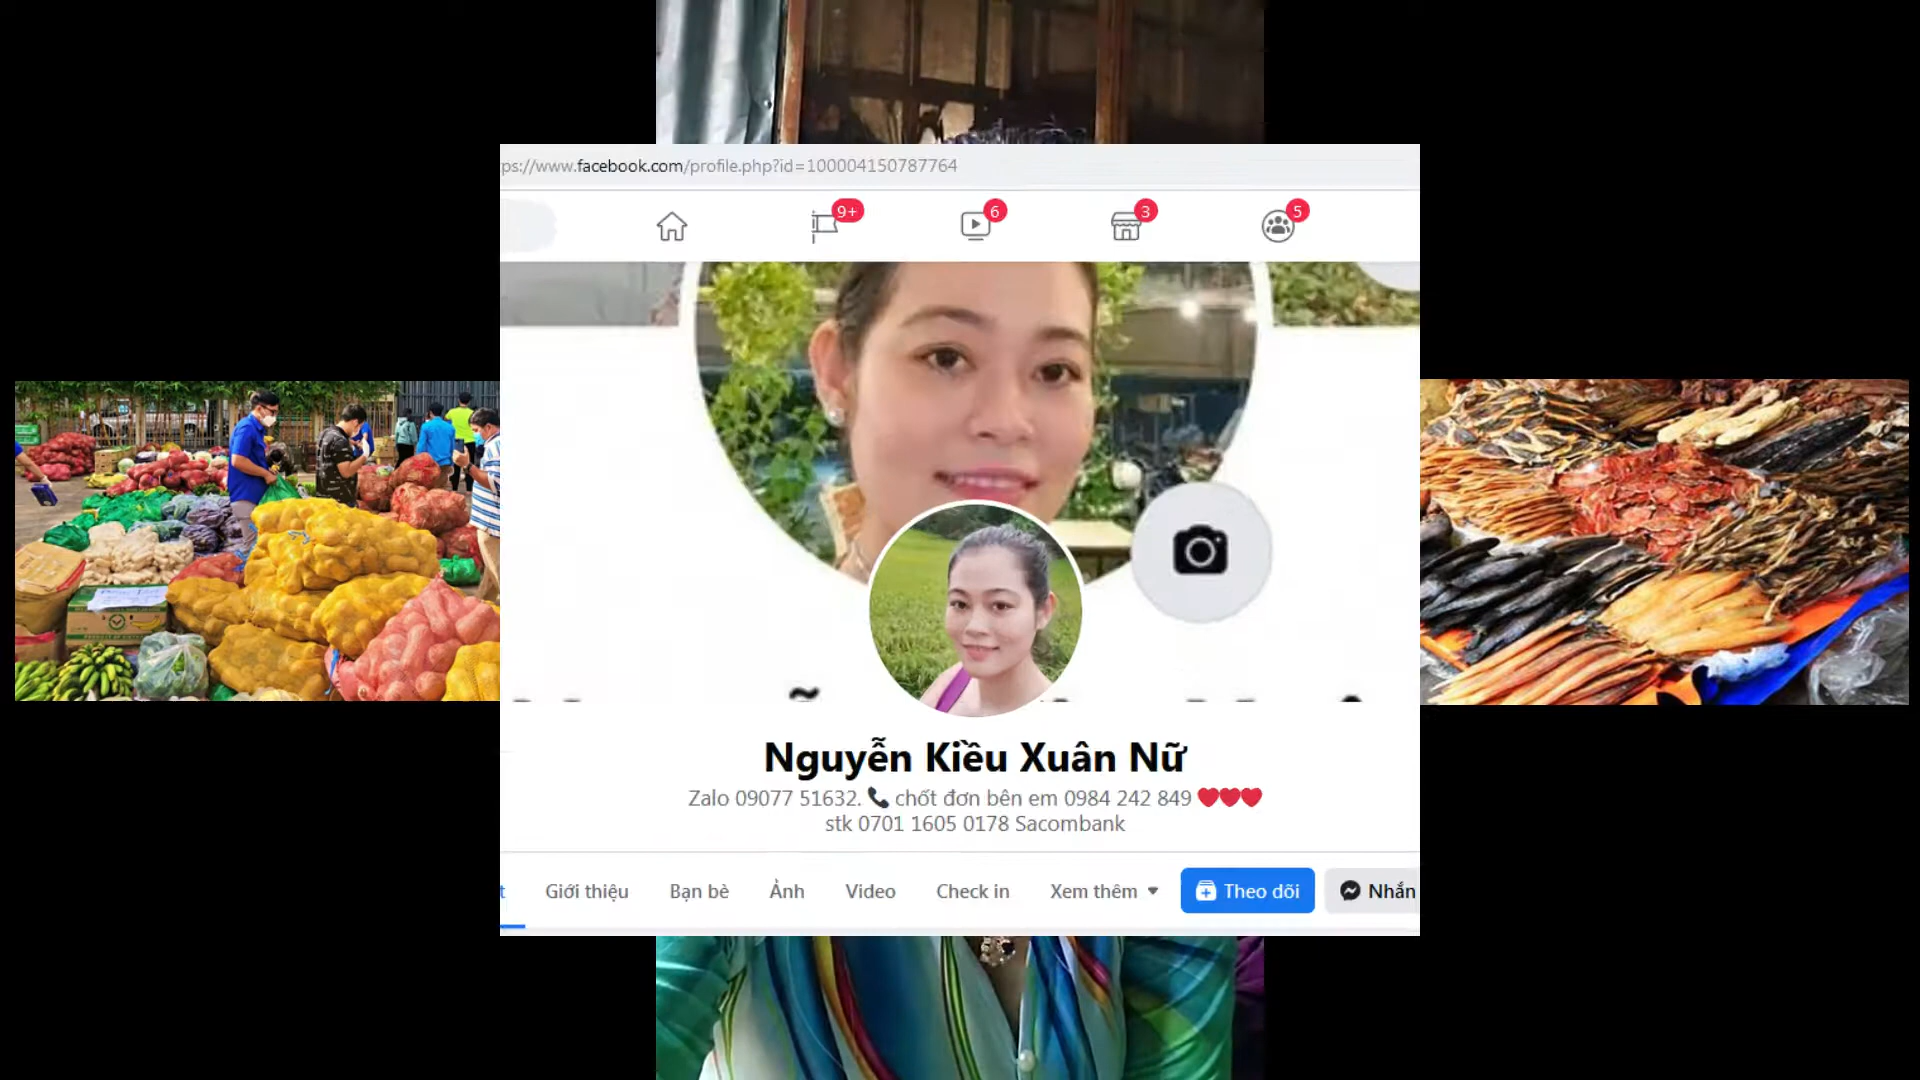 ps://www.facebook.com/profile.php?id=100004150787764
9+
6
3
5
Nguyễn Kiều Xuân Nữ
Zalo 09077 51632. 📞 chốt đơn bên em 0984 242 849 ❤❤❤
stk 0701 1605 0178 Sacombank
t Giới thiệu Bạn bè Ảnh Video Check in Xem thêm Theo dõi Nhắn